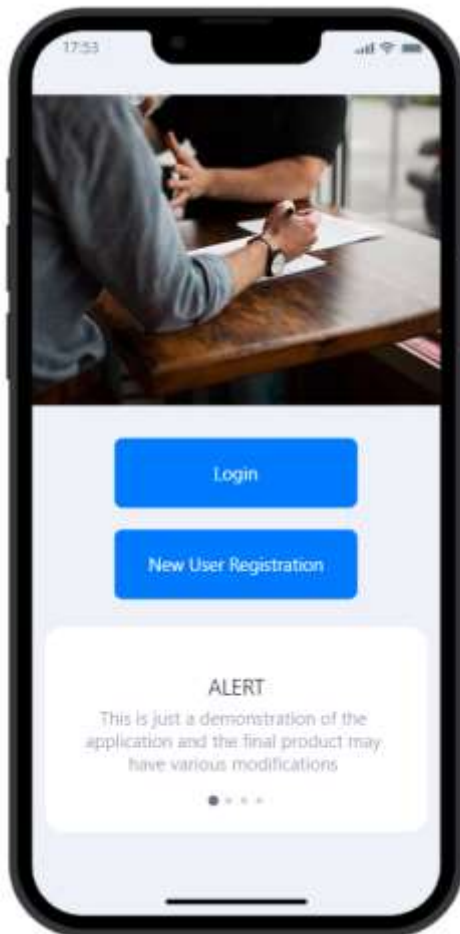 17:53
Login
New User Registration
ALERT
This is just a demonstration of the
application and the final product may
have various modifications